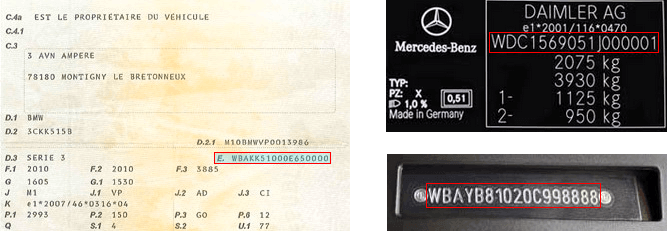 C.4a EST LE PROPRIÉTAIRE DU VÉHICULE
C.4.1
C.3
3 AVN AMPERE
78180 MONTIGNY LE BRETONNEUX
D.1 BMW
D.2 3CKK515B
D.2.1 M10BMWVP0013986
D.3 SERIE 3 E. WBAKK51000E650000
F.1 2010 F.2 2010 F.3 3885
G 1605 G.1 1530
J M1 J.1 VP J.2 AD J.3 CI
K e1*2007/46*0316*04
P.1 2993 P.2 150 P.3 GO P.6 12
Q S.1 4 S.2 U.1 77
Mercedes-Benz
TYP:
PZ: X
1,0 % 0,51
Made in Germany
DAIMLER AG
e1*2001/116*0470
WDC1569051J000001
2075 kg
3930 kg
1- 1125 kg
2- 950 kg
WBAYB81020C998888